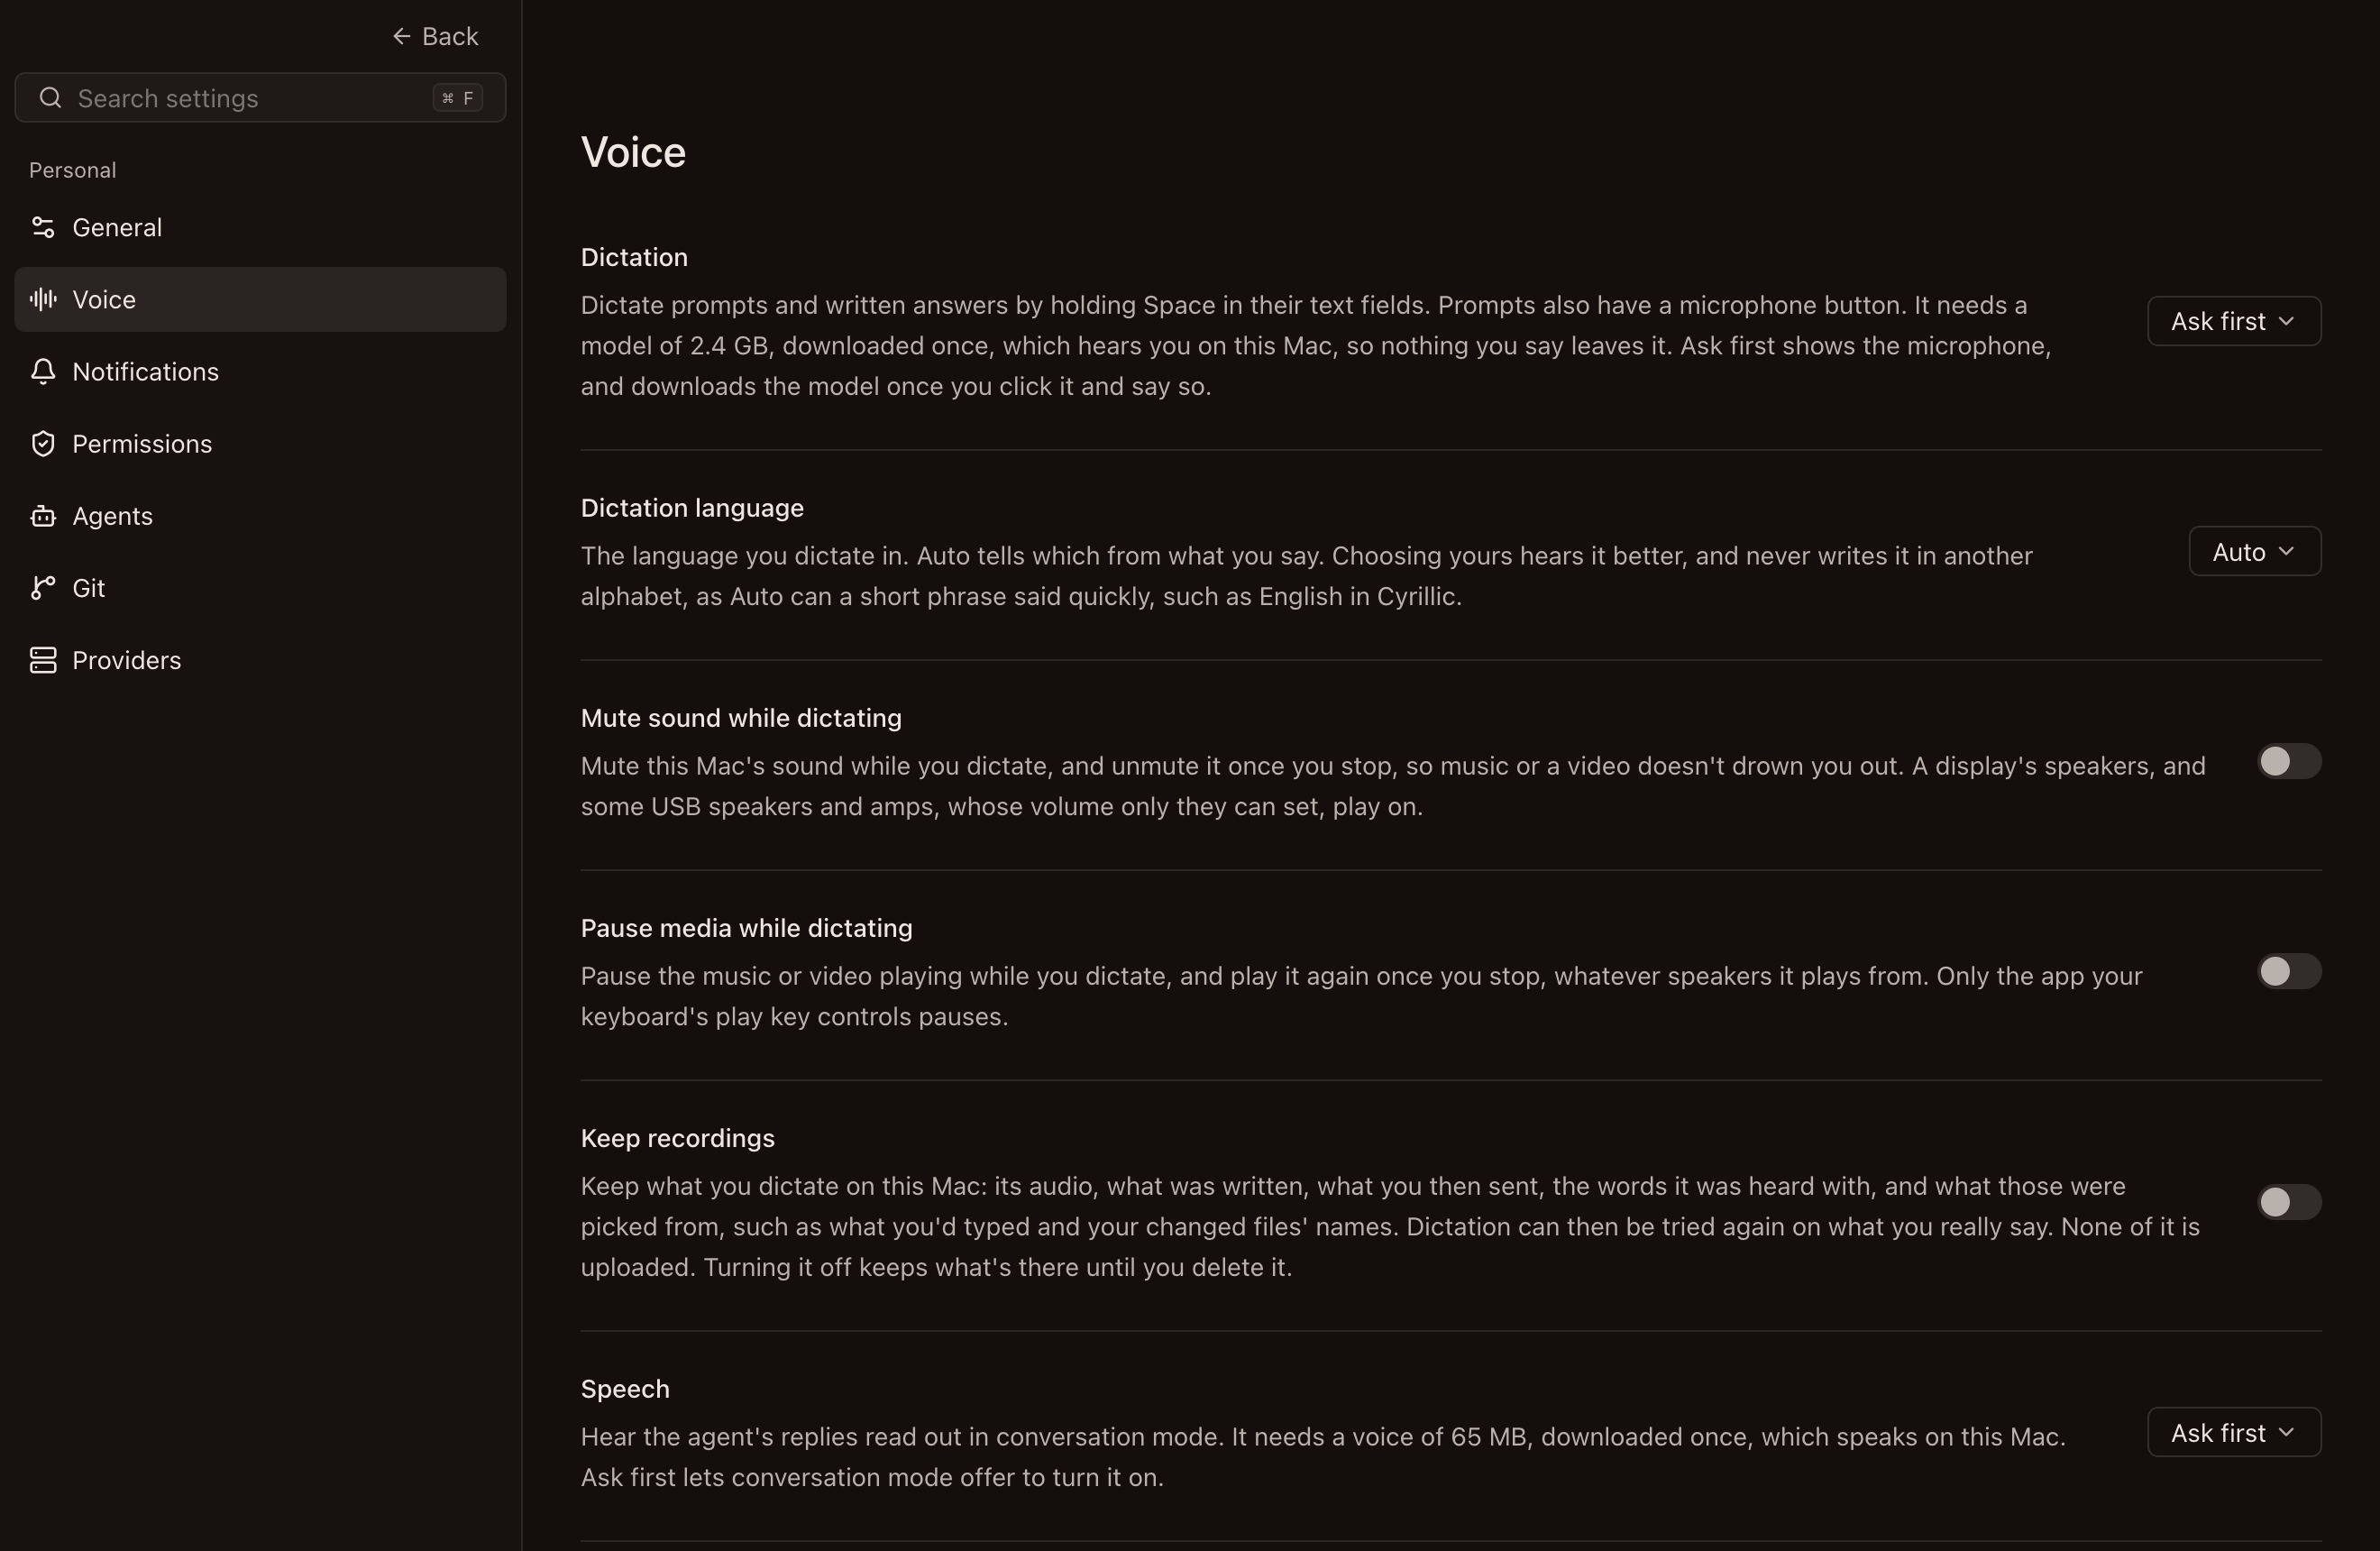 Back
Search settings
⌘ F
Personal
General
Voice
Notifications
Permissions
Agents
Git
Providers
Voice
Dictation
Dictate prompts and written answers by holding Space in their text fields. Prompts also have a microphone button. It needs a
model of 2.4 GB, downloaded once, which hears you on this Mac, so nothing you say leaves it. Ask first shows the microphone,
and downloads the model once you click it and say so.
Ask first
Dictation language
The language you dictate in. Auto tells which from what you say. Choosing yours hears it better, and never writes it in another
alphabet, as Auto can a short phrase said quickly, such as English in Cyrillic.
Auto
Mute sound while dictating
Mute this Mac's sound while you dictate, and unmute it once you stop, so music or a video doesn't drown you out. A display's speakers, and
some USB speakers and amps, whose volume only they can set, play on.
Pause media while dictating
Pause the music or video playing while you dictate, and play it again once you stop, whatever speakers it plays from. Only the app your
keyboard's play key controls pauses.
Keep recordings
Keep what you dictate on this Mac: its audio, what was written, what you then sent, the words it was heard with, and what those were
picked from, such as what you'd typed and your changed files' names. Dictation can then be tried again on what you really say. None of it is
uploaded. Turning it off keeps what's there until you delete it.
Speech
Hear the agent's replies read out in conversation mode. It needs a voice of 65 MB, downloaded once, which speaks on this Mac.
Ask first lets conversation mode offer to turn it on.
Ask first